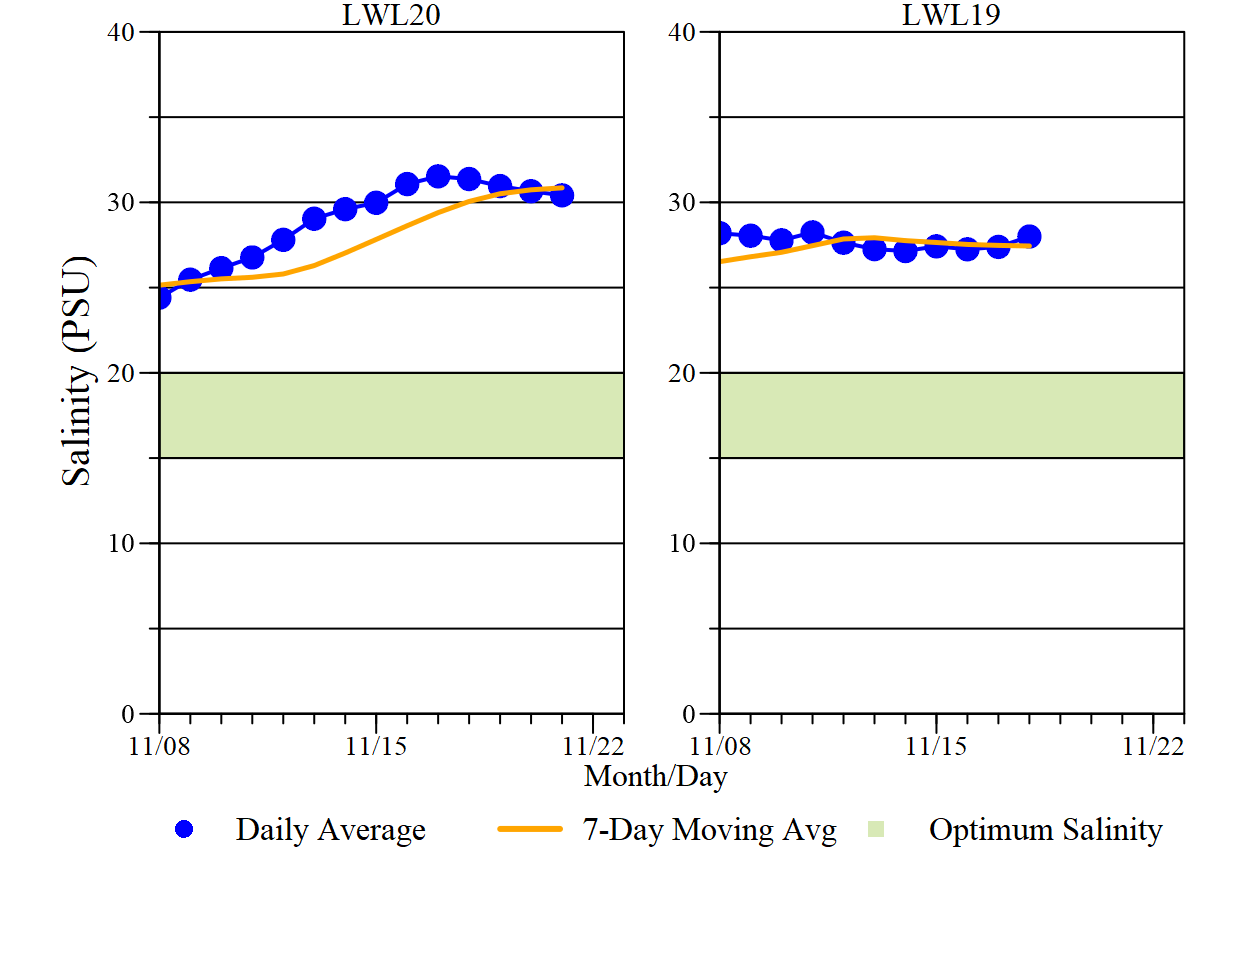 LWL20
LWL19
40
30
20
10
0
40
30
20
10
0
Salinity (PSU)
11/08
11/15
11/22
11/08
11/15
11/22
Month/Day
Daily Average
7-Day Moving Avg
Optimum Salinity